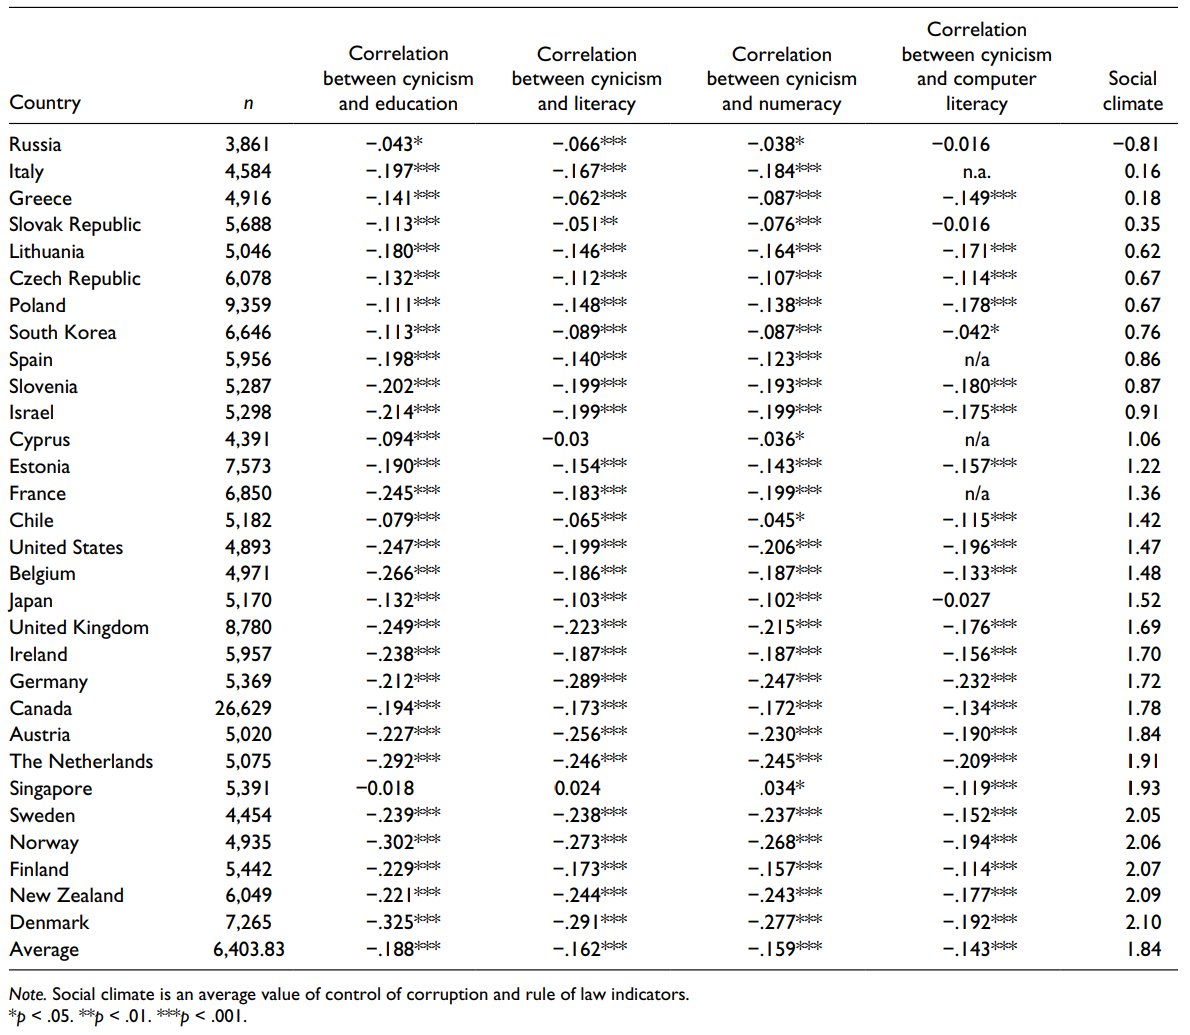 Country n Correlation between cynicism and education Correlation between cynicism and literacy Correlation between cynicism and numeracy Correlation between cynicism and computer literacy Social climate
Russia 3,861 −.043* −.066*** −.038* −0.016 −0.81
Italy 4,584 −.197*** −.167*** −.184*** n.a. 0.16
Greece 4,916 −.141*** −.062*** −.087*** −.149*** 0.18
Slovak Republic 5,688 −.113*** −.051** −.076*** −0.016 0.35
Lithuania 5,046 −.180*** −.146*** −.164*** −.171*** 0.62
Czech Republic 6,078 −.132*** −.112*** −.107*** −.114*** 0.67
Poland 9,359 −.111*** −.148*** −.138*** −.178*** 0.67
South Korea 6,646 −.113*** −.089*** −.087*** −.042* 0.76
Spain 5,956 −.198*** −.140*** −.123*** n/a 0.86
Slovenia 5,287 −.202*** −.199*** −.193*** −.180*** 0.87
Israel 5,298 −.214*** −.199*** −.199*** −.175*** 0.91
Cyprus 4,391 −.094*** −0.03 −.036* n/a 1.06
Estonia 7,573 −.190*** −.154*** −.143*** −.157*** 1.22
France 6,850 −.245*** −.183*** −.199*** n/a 1.36
Chile 5,182 −.079*** −.065*** −.045* −.115*** 1.42
United States 4,893 −.247*** −.199*** −.206*** −.196*** 1.47
Belgium 4,971 −.266*** −.186*** −.187*** −.133*** 1.48
Japan 5,170 −.132*** −.103*** −.102*** −0.027 1.52
United Kingdom 8,780 −.249*** −.223*** −.215*** −.176*** 1.69
Ireland 5,957 −.238*** −.187*** −.187*** −.156*** 1.70
Germany 5,369 −.212*** −.289*** −.247*** −.232*** 1.72
Canada 26,629 −.194*** −.173*** −.172*** −.134*** 1.78
Austria 5,020 −.227*** −.256*** −.230*** −.190*** 1.84
The Netherlands 5,075 −.292*** −.246*** −.245*** −.209*** 1.91
Singapore 5,391 −0.018 0.024 .034* −.119*** 1.93
Sweden 4,454 −.239*** −.238*** −.237*** −.152*** 2.05
Norway 4,935 −.302*** −.273*** −.268*** −.194*** 2.06
Finland 5,442 −.229*** −.173*** −.157*** −.114*** 2.07
New Zealand 6,049 −.221*** −.244*** −.243*** −.177*** 2.09
Denmark 7,265 −.325*** −.291*** −.277*** −.192*** 2.10
Average 6,403.83 −.188*** −.162*** −.159*** −.143*** 1.84
Note. Social climate is an average value of control of corruption and rule of law indicators.
*p < .05. **p < .01. ***p < .001.